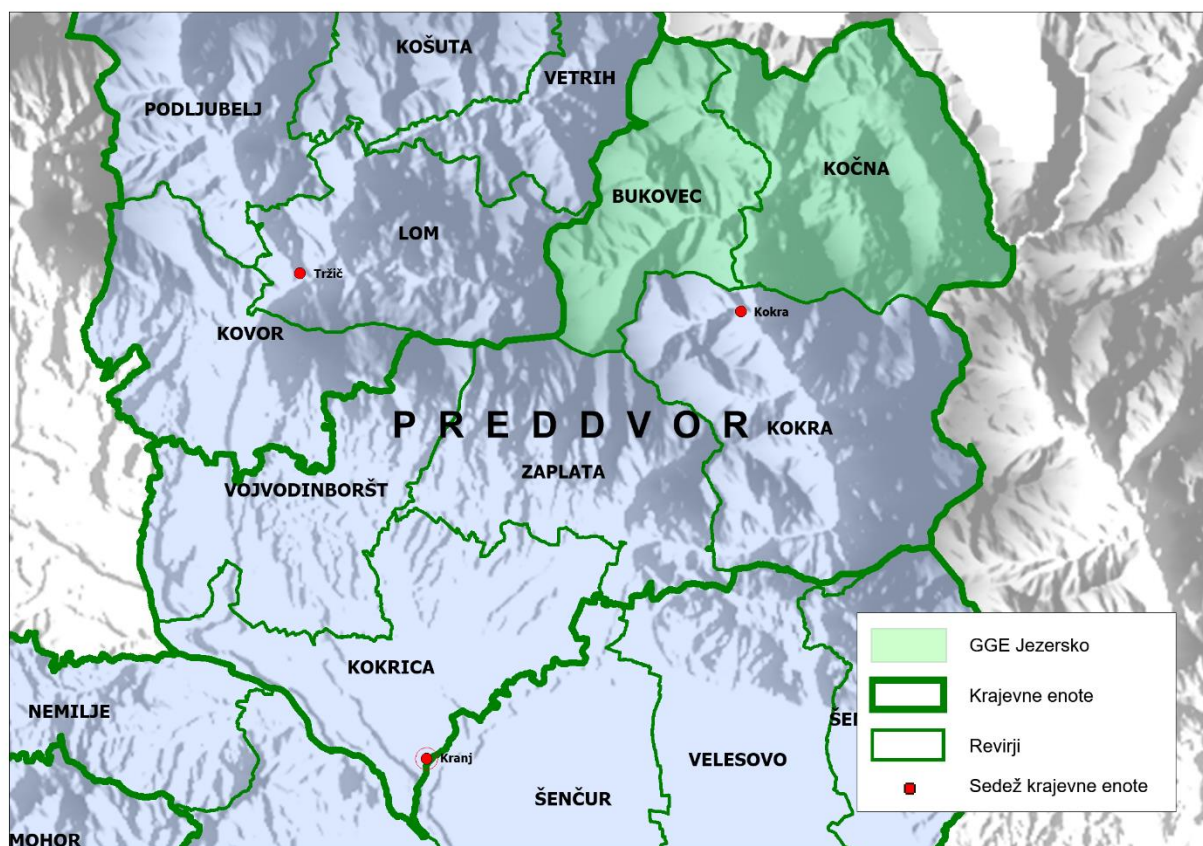 KOŠUTA
VETRIH
PODLJUBELJ
KOČNA
BUKOVEC
LOM
Tržič
Kokra
KOVOR
PREDDVOR
KOKRA
ZAPLATA
VOJVODINBORŠT
KOKRICA
NEMILJE
Kranj
VELESOVO
ŠENČUR
MOHOR
GGE Jezersko
Krajevne enote
Revirji
Sedež krajevne enote